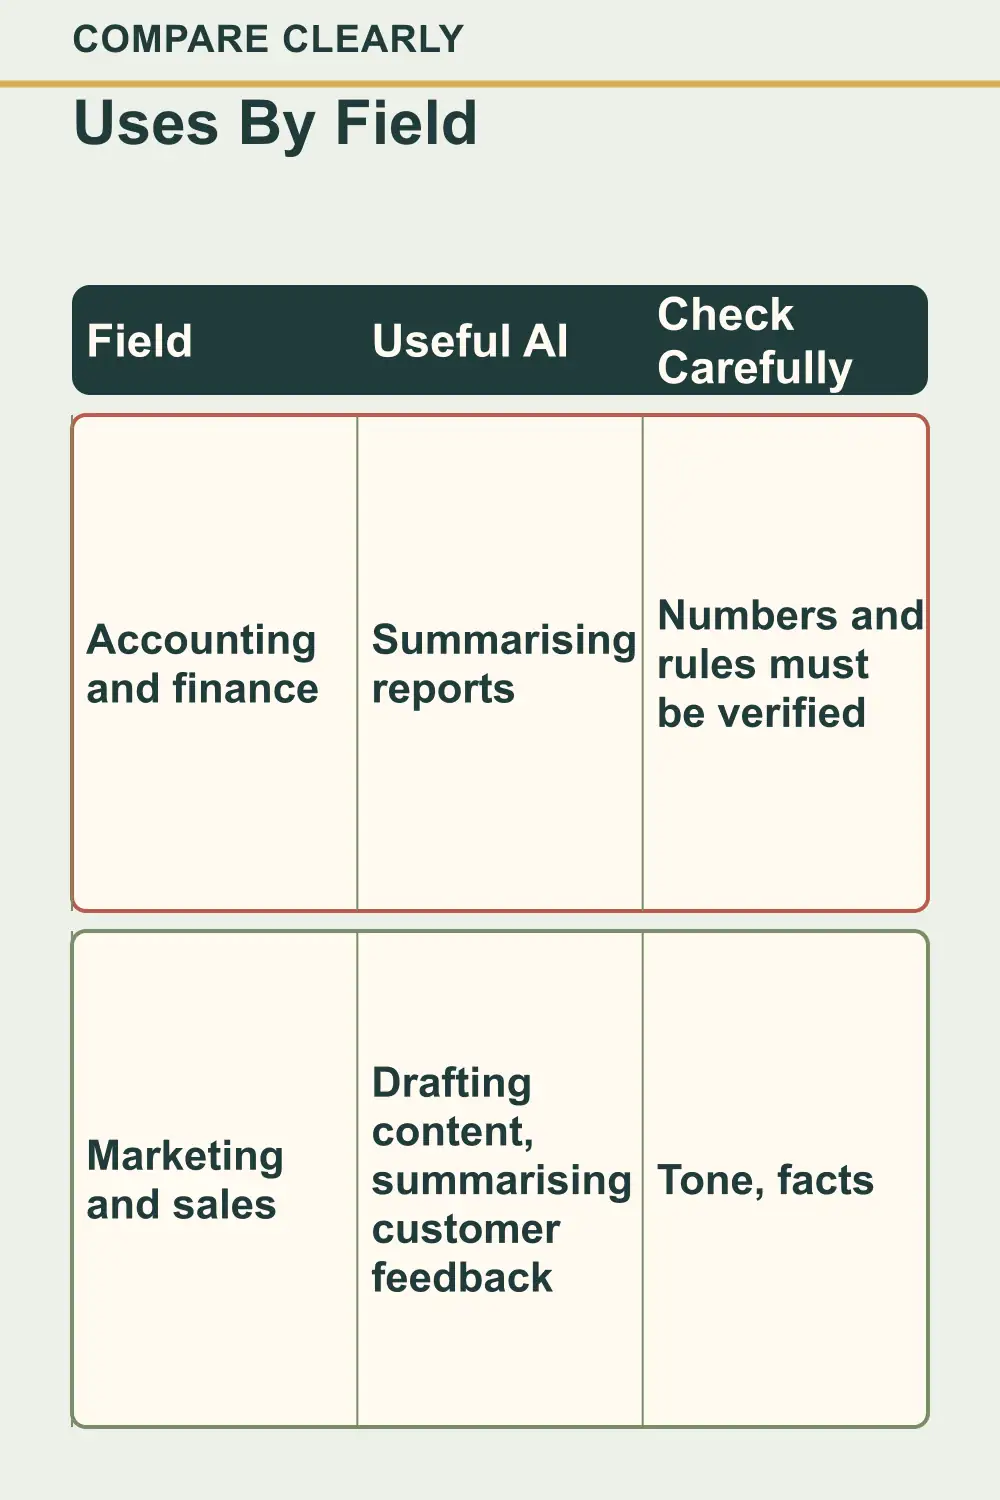 COMPARE CLEARLY
Uses By Field
Field
Useful AI
Check
Carefully
Accounting
and finance
Summarising
reports
Numbers and
rules must
be verified
Marketing
and sales
Drafting
content,
summarising
customer
feedback
Tone, facts